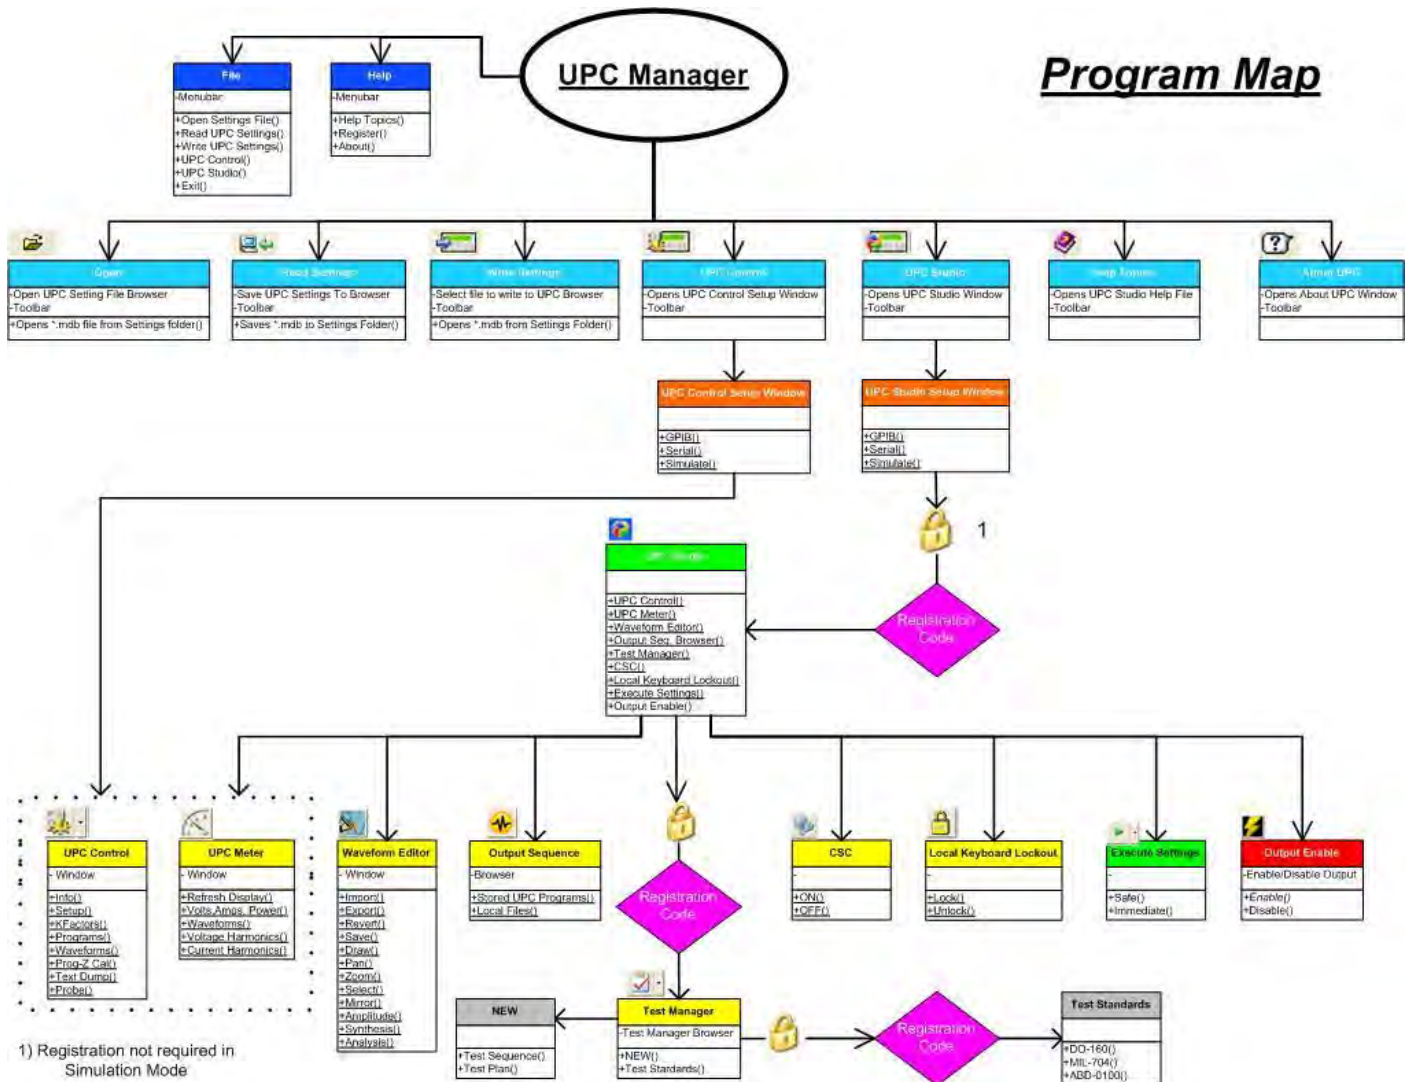 UPC Manager
Program Map
File
-Menubar
+Open Settings File()
+Read UPC Settings()
+Write UPC Settings()
+UPC Control()
+UPC Studio()
+Exit()
Help
-Menubar
+Help Topics()
+Register()
+About()
Open
-Open UPC Setting File Browser
-Toolbar
+Opens *.mdb file from Settings folder()
Read Settings
-Save UPC Settings To Browser
-Toolbar
+Saves *.mdb to Settings Folder()
Write Settings
-Select file to write to UPC Browser
-Toolbar
+Opens *.mdb from Settings Folder()
UPC Control
-Opens UPC Control Setup Window
-Toolbar
UPC Studio
-Opens UPC Studio Window
-Toolbar
Help Topics
-Opens UPC Studio Help File
-Toolbar
About UPC
-Opens About UPC Window
-Toolbar
UPC Control Setup Window
+GPIB()
+Serial()
+Simulate()
UPC Studio Setup Window
+GPIB()
+Serial()
+Simulate()
1
Registration
Code
UPC Studio
+UPC Control()
+UPC Meter()
+Waveform Editor()
+Output Seq. Browser()
+Test Manager()
+CSC()
+Local Keyboard Lockout()
+Execute Settings()
+Output Enable()
UPC Control
- Window
+Info()
+Setup()
+KFactors()
+Programs()
+Waveforms()
+Prog-Z Cal()
+Text Dump()
+Probe()
UPC Meter
- Window
+Refresh Display()
+Volts,Amps, Power()
+Waveforms()
+Voltage Harmonics()
+Current Harmonics()
Waveform Editor
- Window
+Import()
+Export()
+Revert()
+Save()
+Draw()
+Pan()
+Zoom()
+Select()
+Mirror()
+Amplitude()
+Synthesis()
+Analysis()
Output Sequence
-Browser
+Stored UPC Programs()
+Local Files()
Registration
Code
CSC
-
+ON()
+OFF()
Local Keyboard Lockout
-
+Lock()
+Unlock()
Execute Settings
-
+Safe()
+Immediate()
Output Enable
-Enable/Disable Output
+Enable()
+Disable()
NEW
+Test Sequence()
+Test Plan()
Test Manager
-Test Manager Browser
+NEW()
+Test Standards()
Registration
Code
Test Standards
+DO-160()
+MIL-704()
+ABD-0100()
1) Registration not required in
Simulation Mode